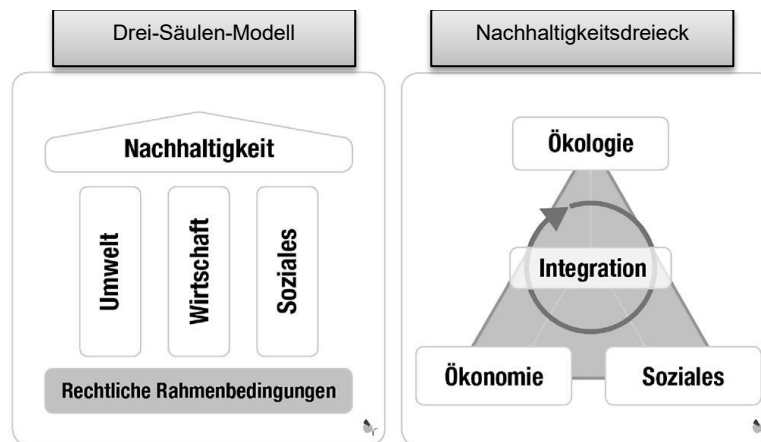 Drei-Säulen-Modell
Nachhaltigkeit
Umwelt
Wirtschaft
Soziales
Rechtliche Rahmenbedingungen
Nachhaltigkeitsdreieck
Ökologie
Integration
Ökonomie
Soziales